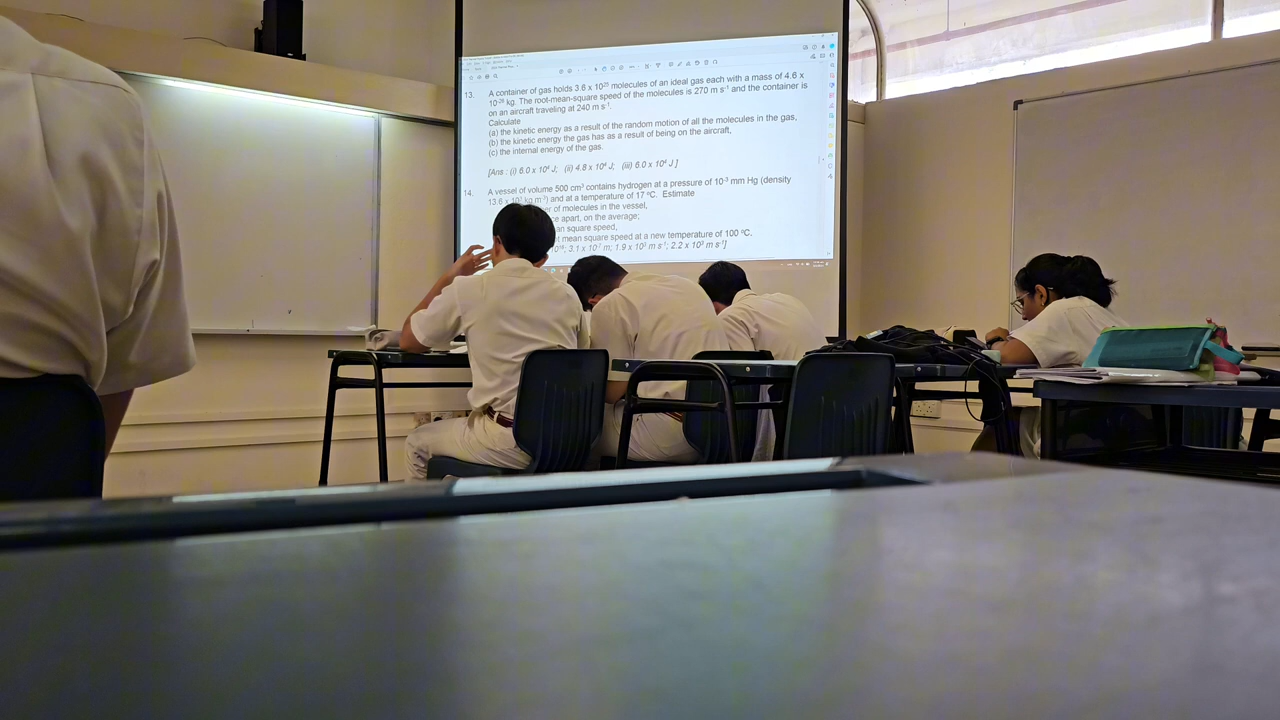 13. A container of gas holds 3.6 x 10²⁵ molecules of an ideal gas each with a mass of 4.6 x
10⁻²⁶ kg. The root-mean-square speed of the molecules is 270 m s⁻¹ and the container is
on an aircraft traveling at 240 m s⁻¹.
Calculate
(a) the kinetic energy as a result of the random motion of all the molecules in the gas,
(b) the kinetic energy the gas has as a result of being on the aircraft,
(c) the internal energy of the gas.
[Ans : (i) 6.0 x 10⁴ J; (ii) 4.8 x 10⁴ J; (iii) 6.0 x 10⁴ J ]
14. A vessel of volume 500 cm³ contains hydrogen at a pressure of 10⁻³ mm Hg (density
13.6 x 10³ kg m⁻³) and at a temperature of 17 ºC. Estimate
of molecules in the vessel,
apart, on the average;
square speed,
mean square speed at a new temperature of 100 ºC.
3.1 x 10⁻⁷ m; 1.9 x 10³ m s⁻¹; 2.2 x 10³ m s⁻¹]